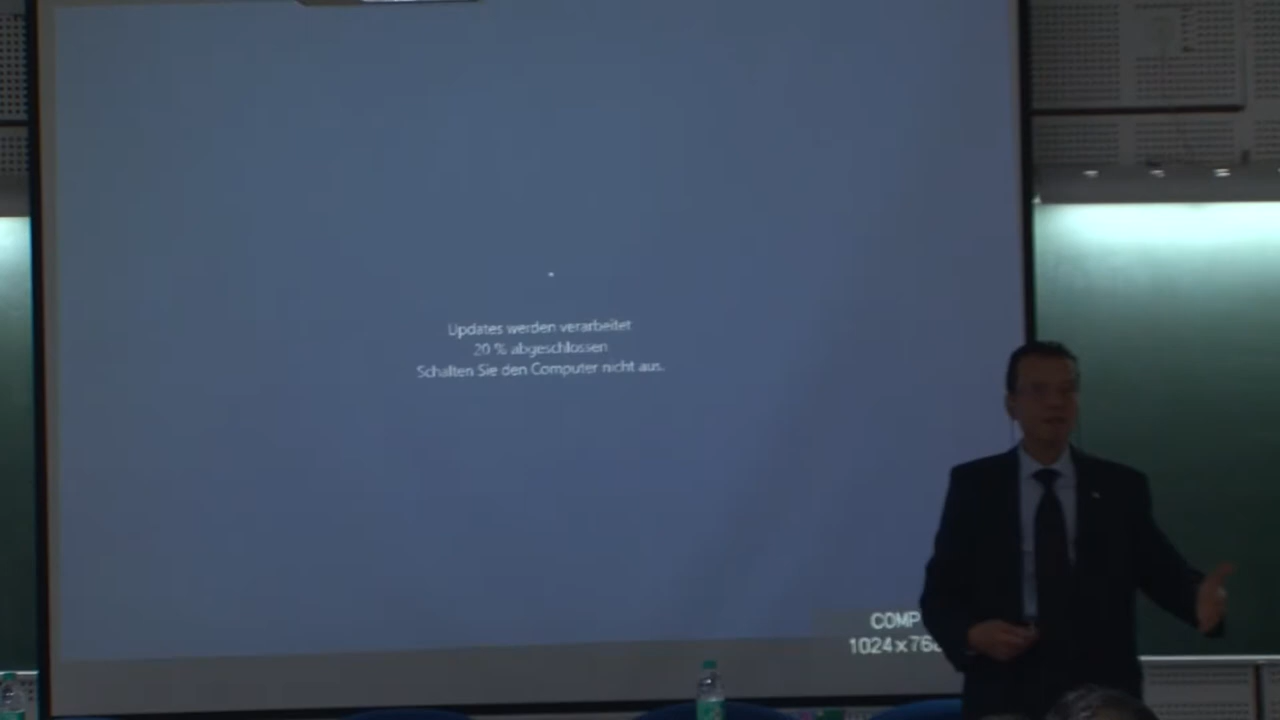 Updates werden verarbeitet
20 % abgeschlossen
Schalten Sie den Computer nicht aus.
COMP
1024x76